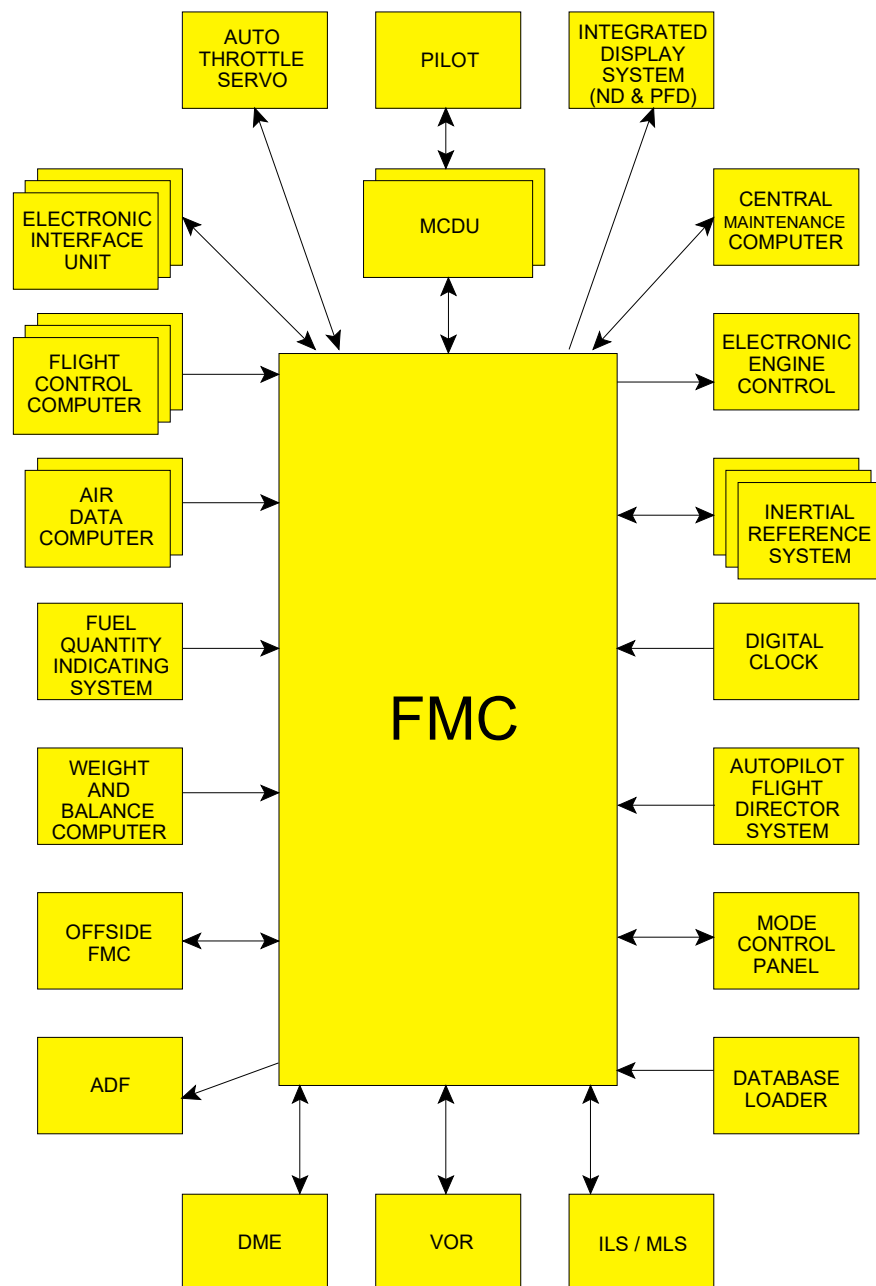 AUTO
THROTTLE
SERVO
PILOT
INTEGRATED
DISPLAY
SYSTEM
(ND & PFD)
ELECTRONIC
INTERFACE
UNIT
MCDU
CENTRAL
MAINTENANCE
COMPUTER
FLIGHT
CONTROL
COMPUTER
ELECTRONIC
ENGINE
CONTROL
AIR
DATA
COMPUTER
INERTIAL
REFERENCE
SYSTEM
FUEL
QUANTITY
INDICATING
SYSTEM
DIGITAL
CLOCK
FMC
WEIGHT
AND
BALANCE
COMPUTER
AUTOPILOT
FLIGHT
DIRECTOR
SYSTEM
OFFSIDE
FMC
MODE
CONTROL
PANEL
ADF
DATABASE
LOADER
DME
VOR
ILS / MLS